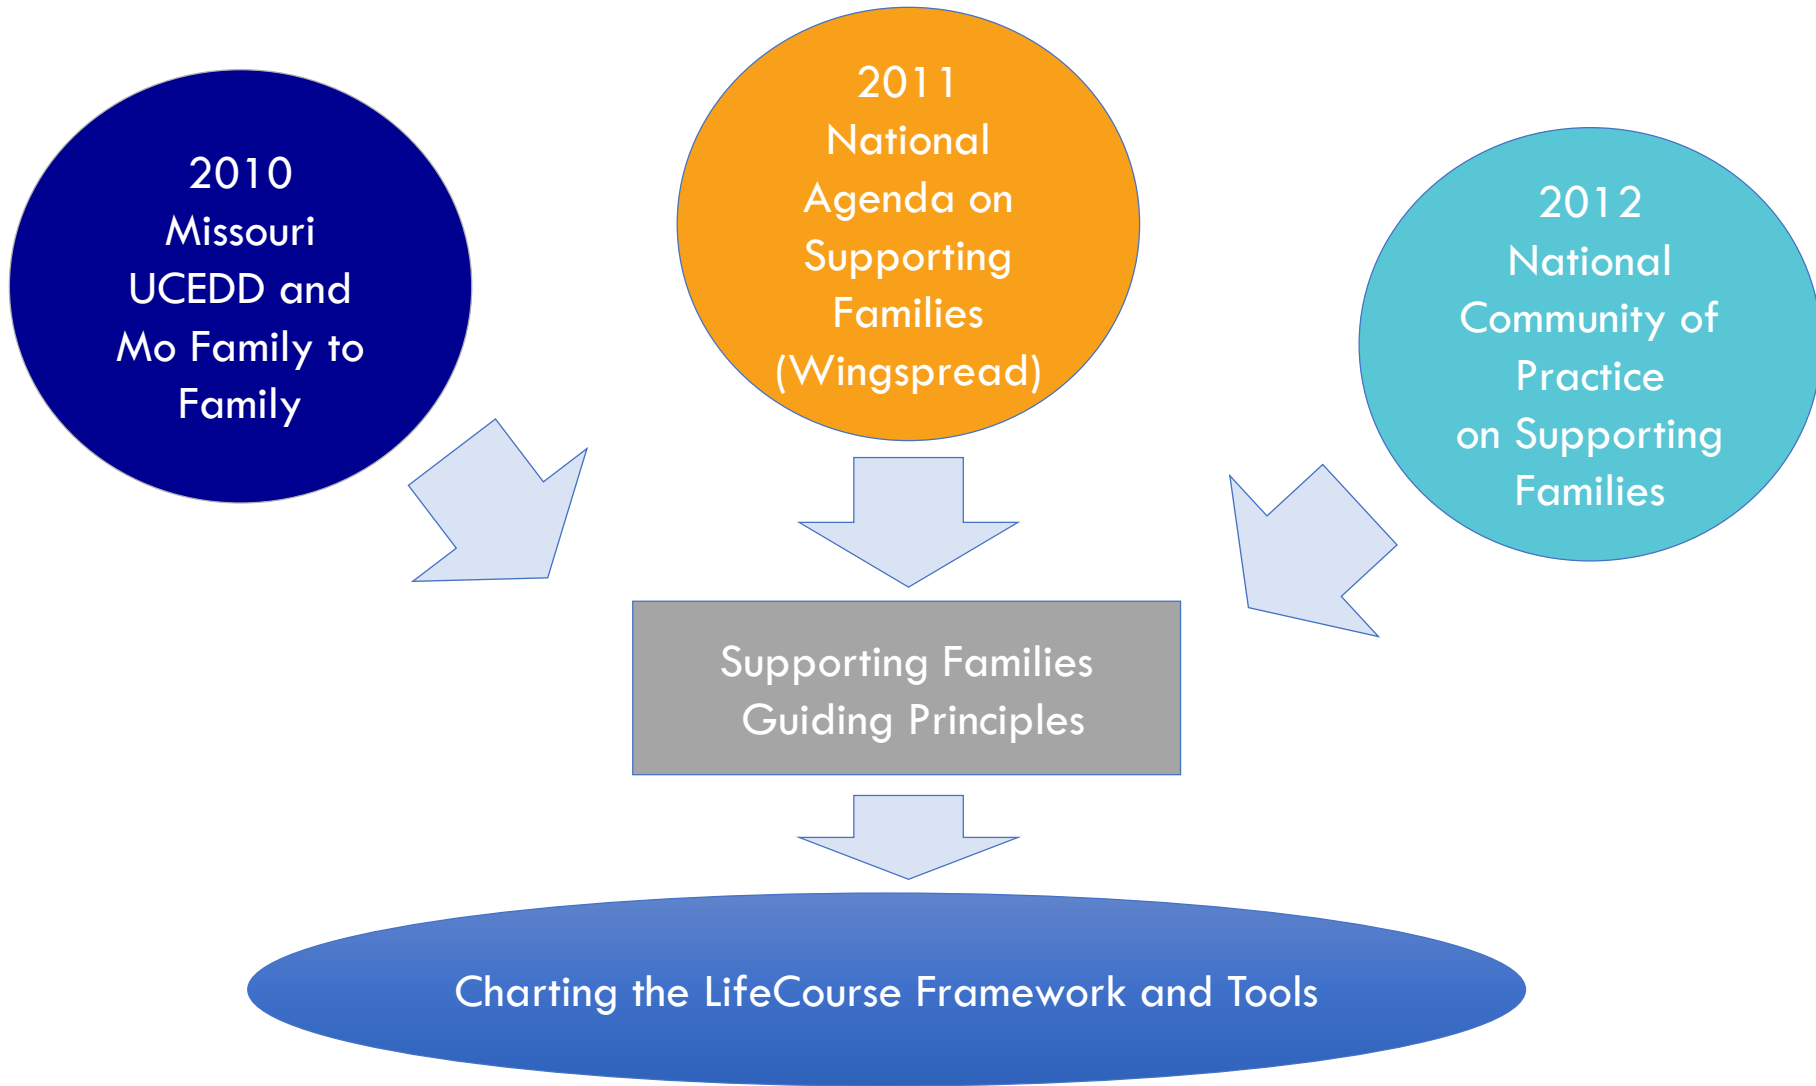 2010
Missouri
UCEDD and
Mo Family to
Family
2011
National
Agenda on
Supporting
Families
(Wingspread)
2012
National
Community of
Practice
on Supporting
Families
Supporting Families
Guiding Principles
Charting the LifeCourse Framework and Tools